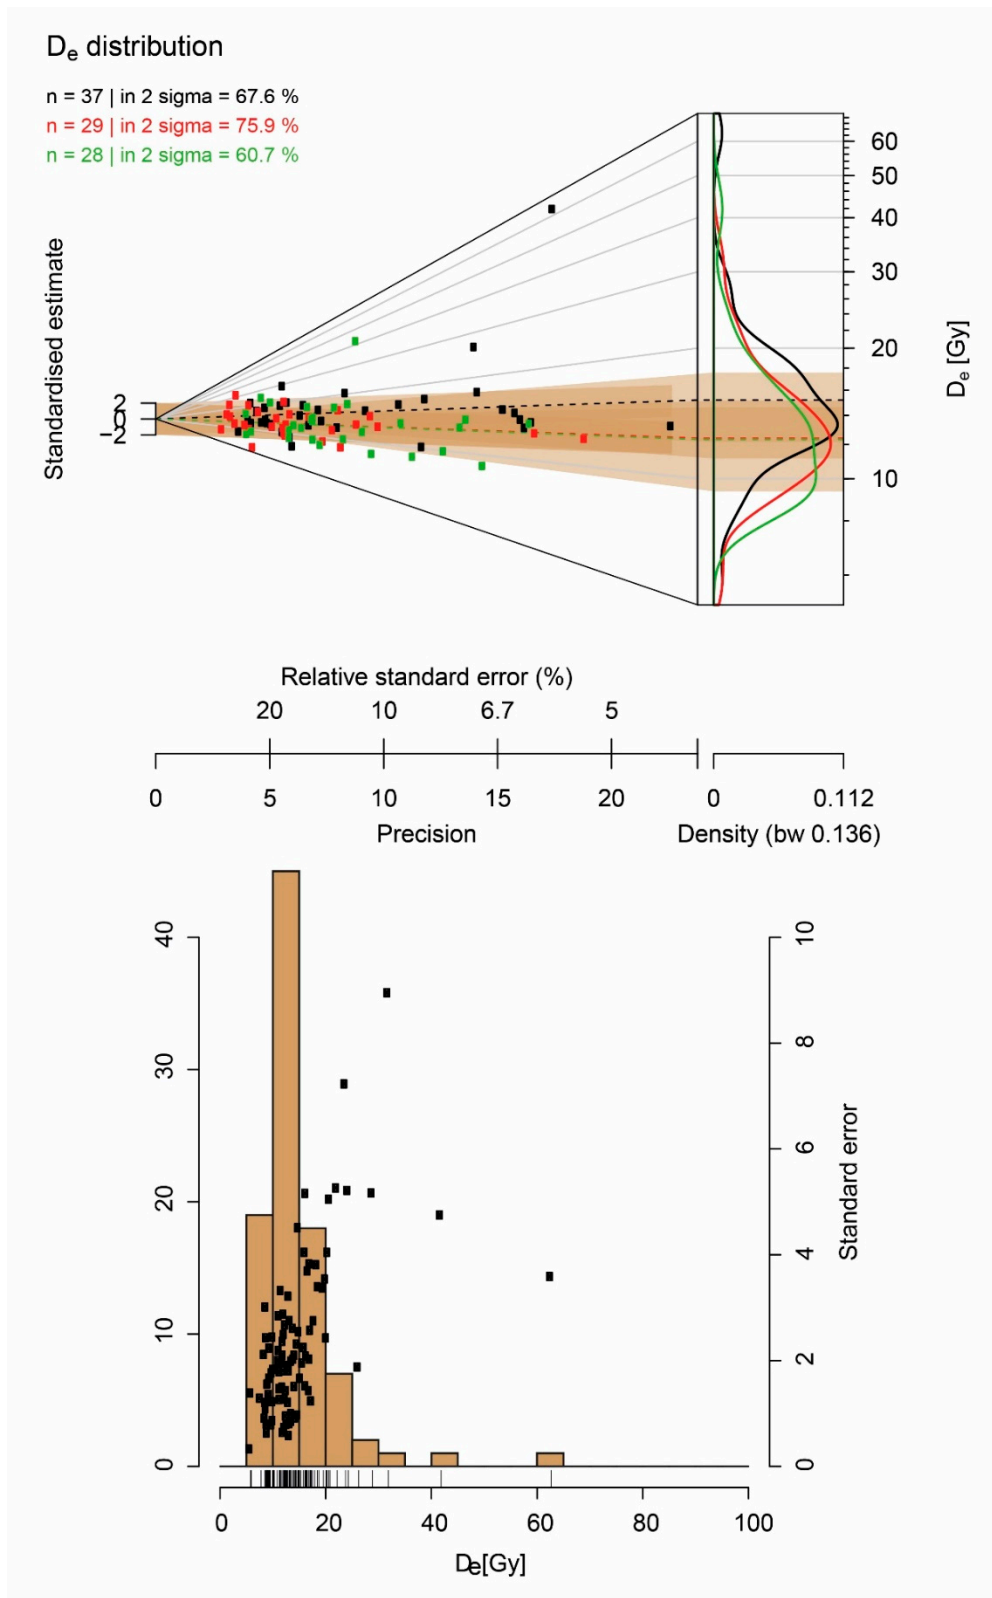 De distribution
n = 37 | in 2 sigma = 67.6 %
n = 29 | in 2 sigma = 75.9 %
n = 28 | in 2 sigma = 60.7 %
Standardised estimate
2
0
−2
60
50
40
30
20
10
De [Gy]
Relative standard error (%)
20 10 6.7 5
0 5 10 15 20 0 0.112
Precision Density (bw 0.136)
40
30
20
10
0
10
8
6
4
2
0
Standard error
0 20 40 60 80 100
De[Gy]